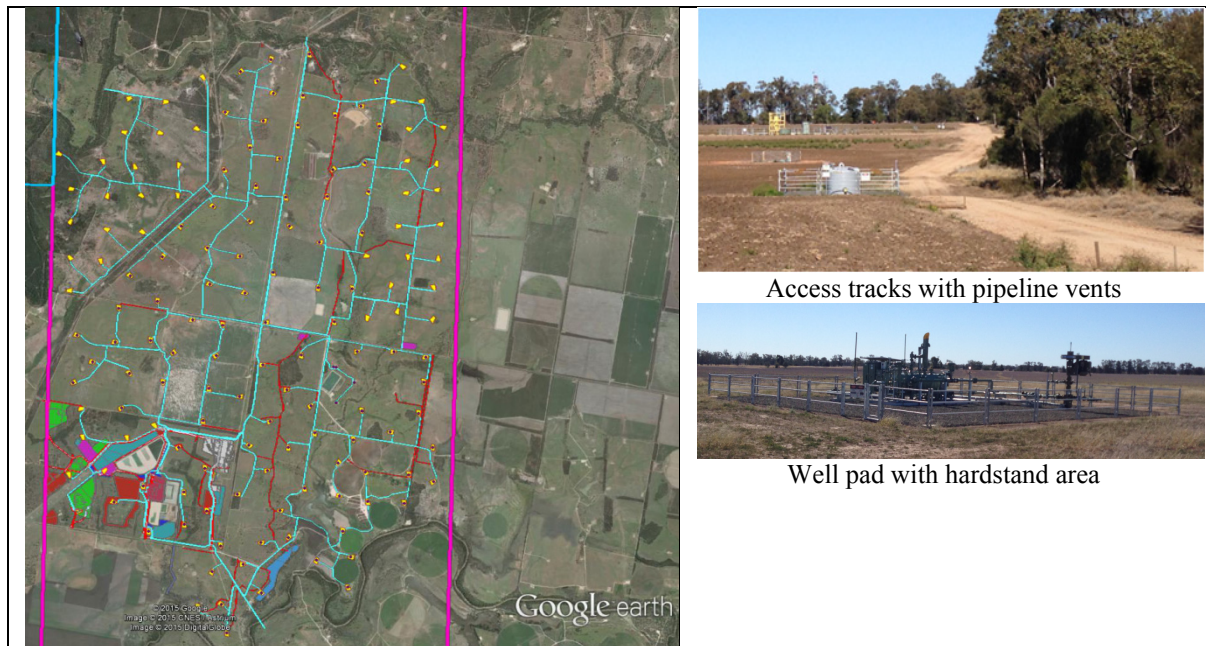 © 2015 Google
Image © 2015 CNES / Astrium
Image © 2015 DigitalGlobe
Google earth
Access tracks with pipeline vents
Well pad with hardstand area